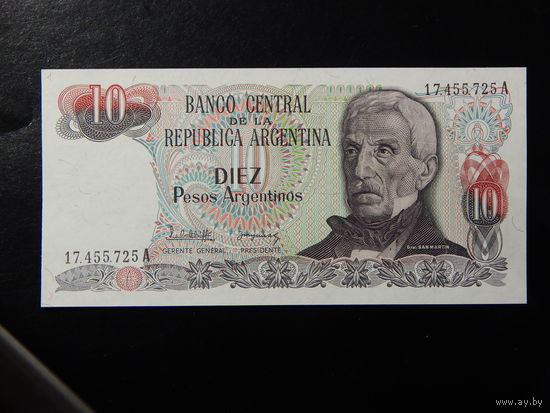 10
17.455.725 A
BANCO CENTRAL
DE LA
REPUBLICA ARGENTINA
10
DIEZ
Pesos Argentinos
10
17.455.725 A
GERENTE GENERAL
PRESIDENTE
Gral. SAN MARTIN
www.ay.by